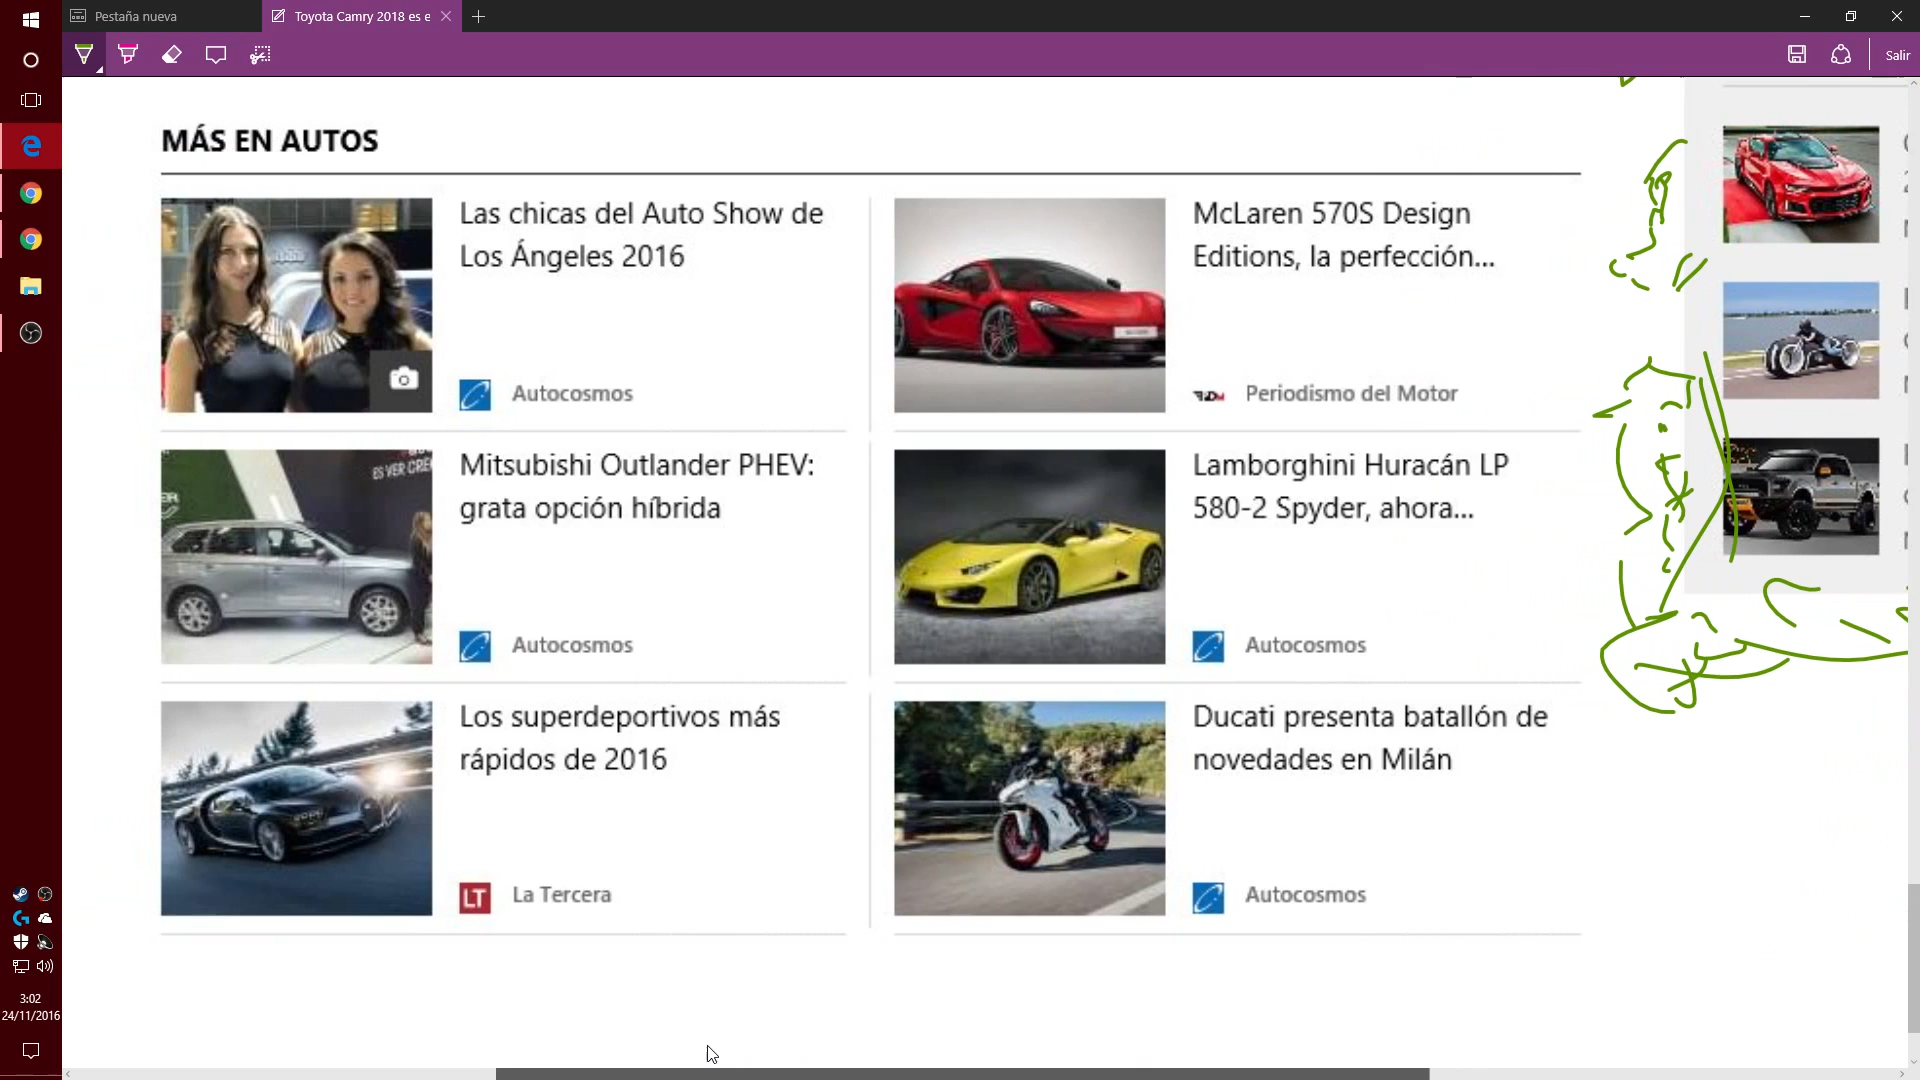 Pestaña nueva
Toyota Camry 2018 es e
Salir
MÁS EN AUTOS
Las chicas del Auto Show de
Los Ángeles 2016
Autocosmos
McLaren 570S Design
Editions, la perfección...
Periodismo del Motor
Mitsubishi Outlander PHEV:
grata opción híbrida
Autocosmos
Lamborghini Huracán LP
580-2 Spyder, ahora...
Autocosmos
Los superdeportivos más
rápidos de 2016
LT
La Tercera
Ducati presenta batallón de
novedades en Milán
Autocosmos
ES VER CRE
3:02
24/11/2016